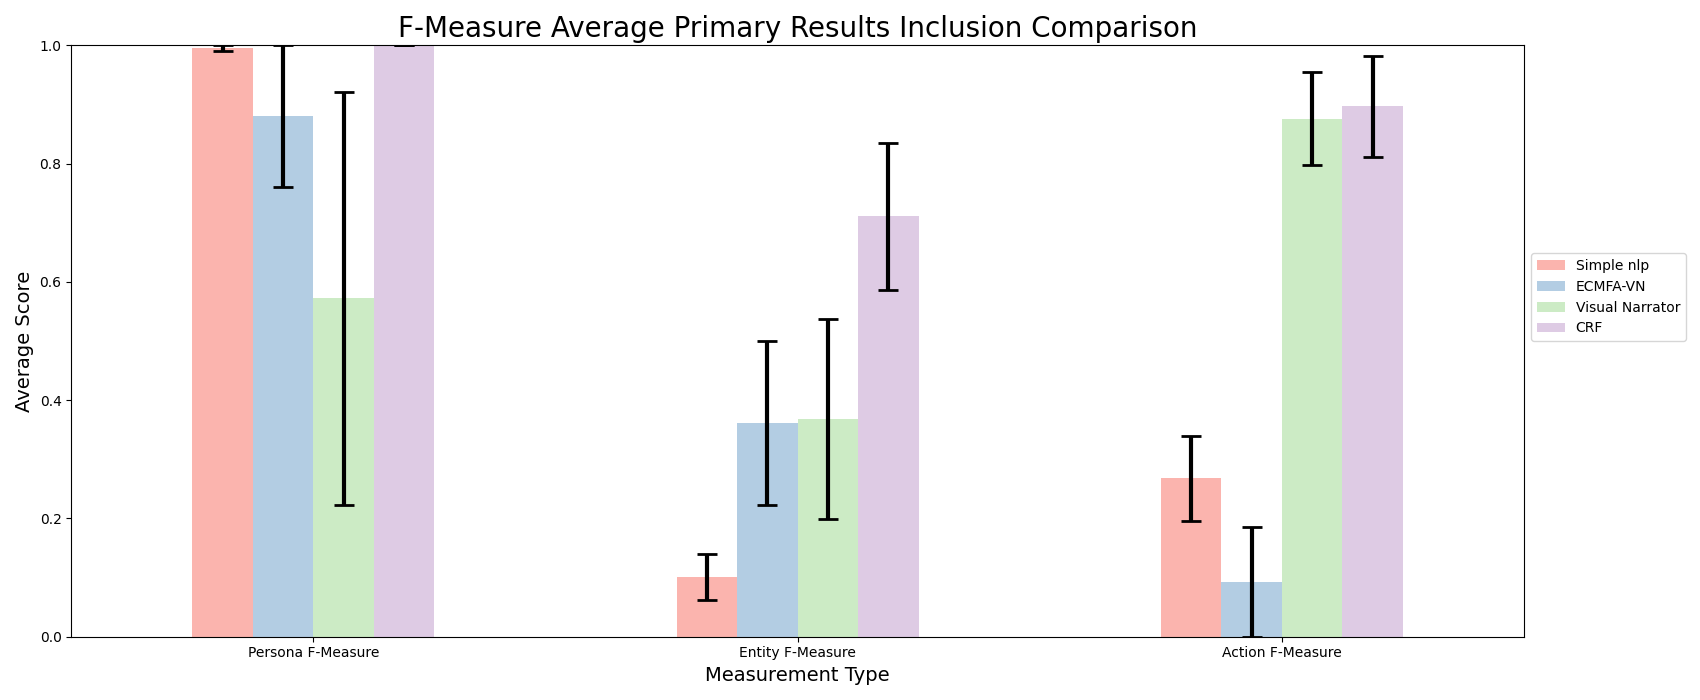 F-Measure Average Primary Results Inclusion Comparison
1.0
0.8
0.6
0.4
0.2
0.0
Average Score
Persona F-Measure
Entity F-Measure
Action F-Measure
Measurement Type
Simple nlp
ECMFA-VN
Visual Narrator
CRF